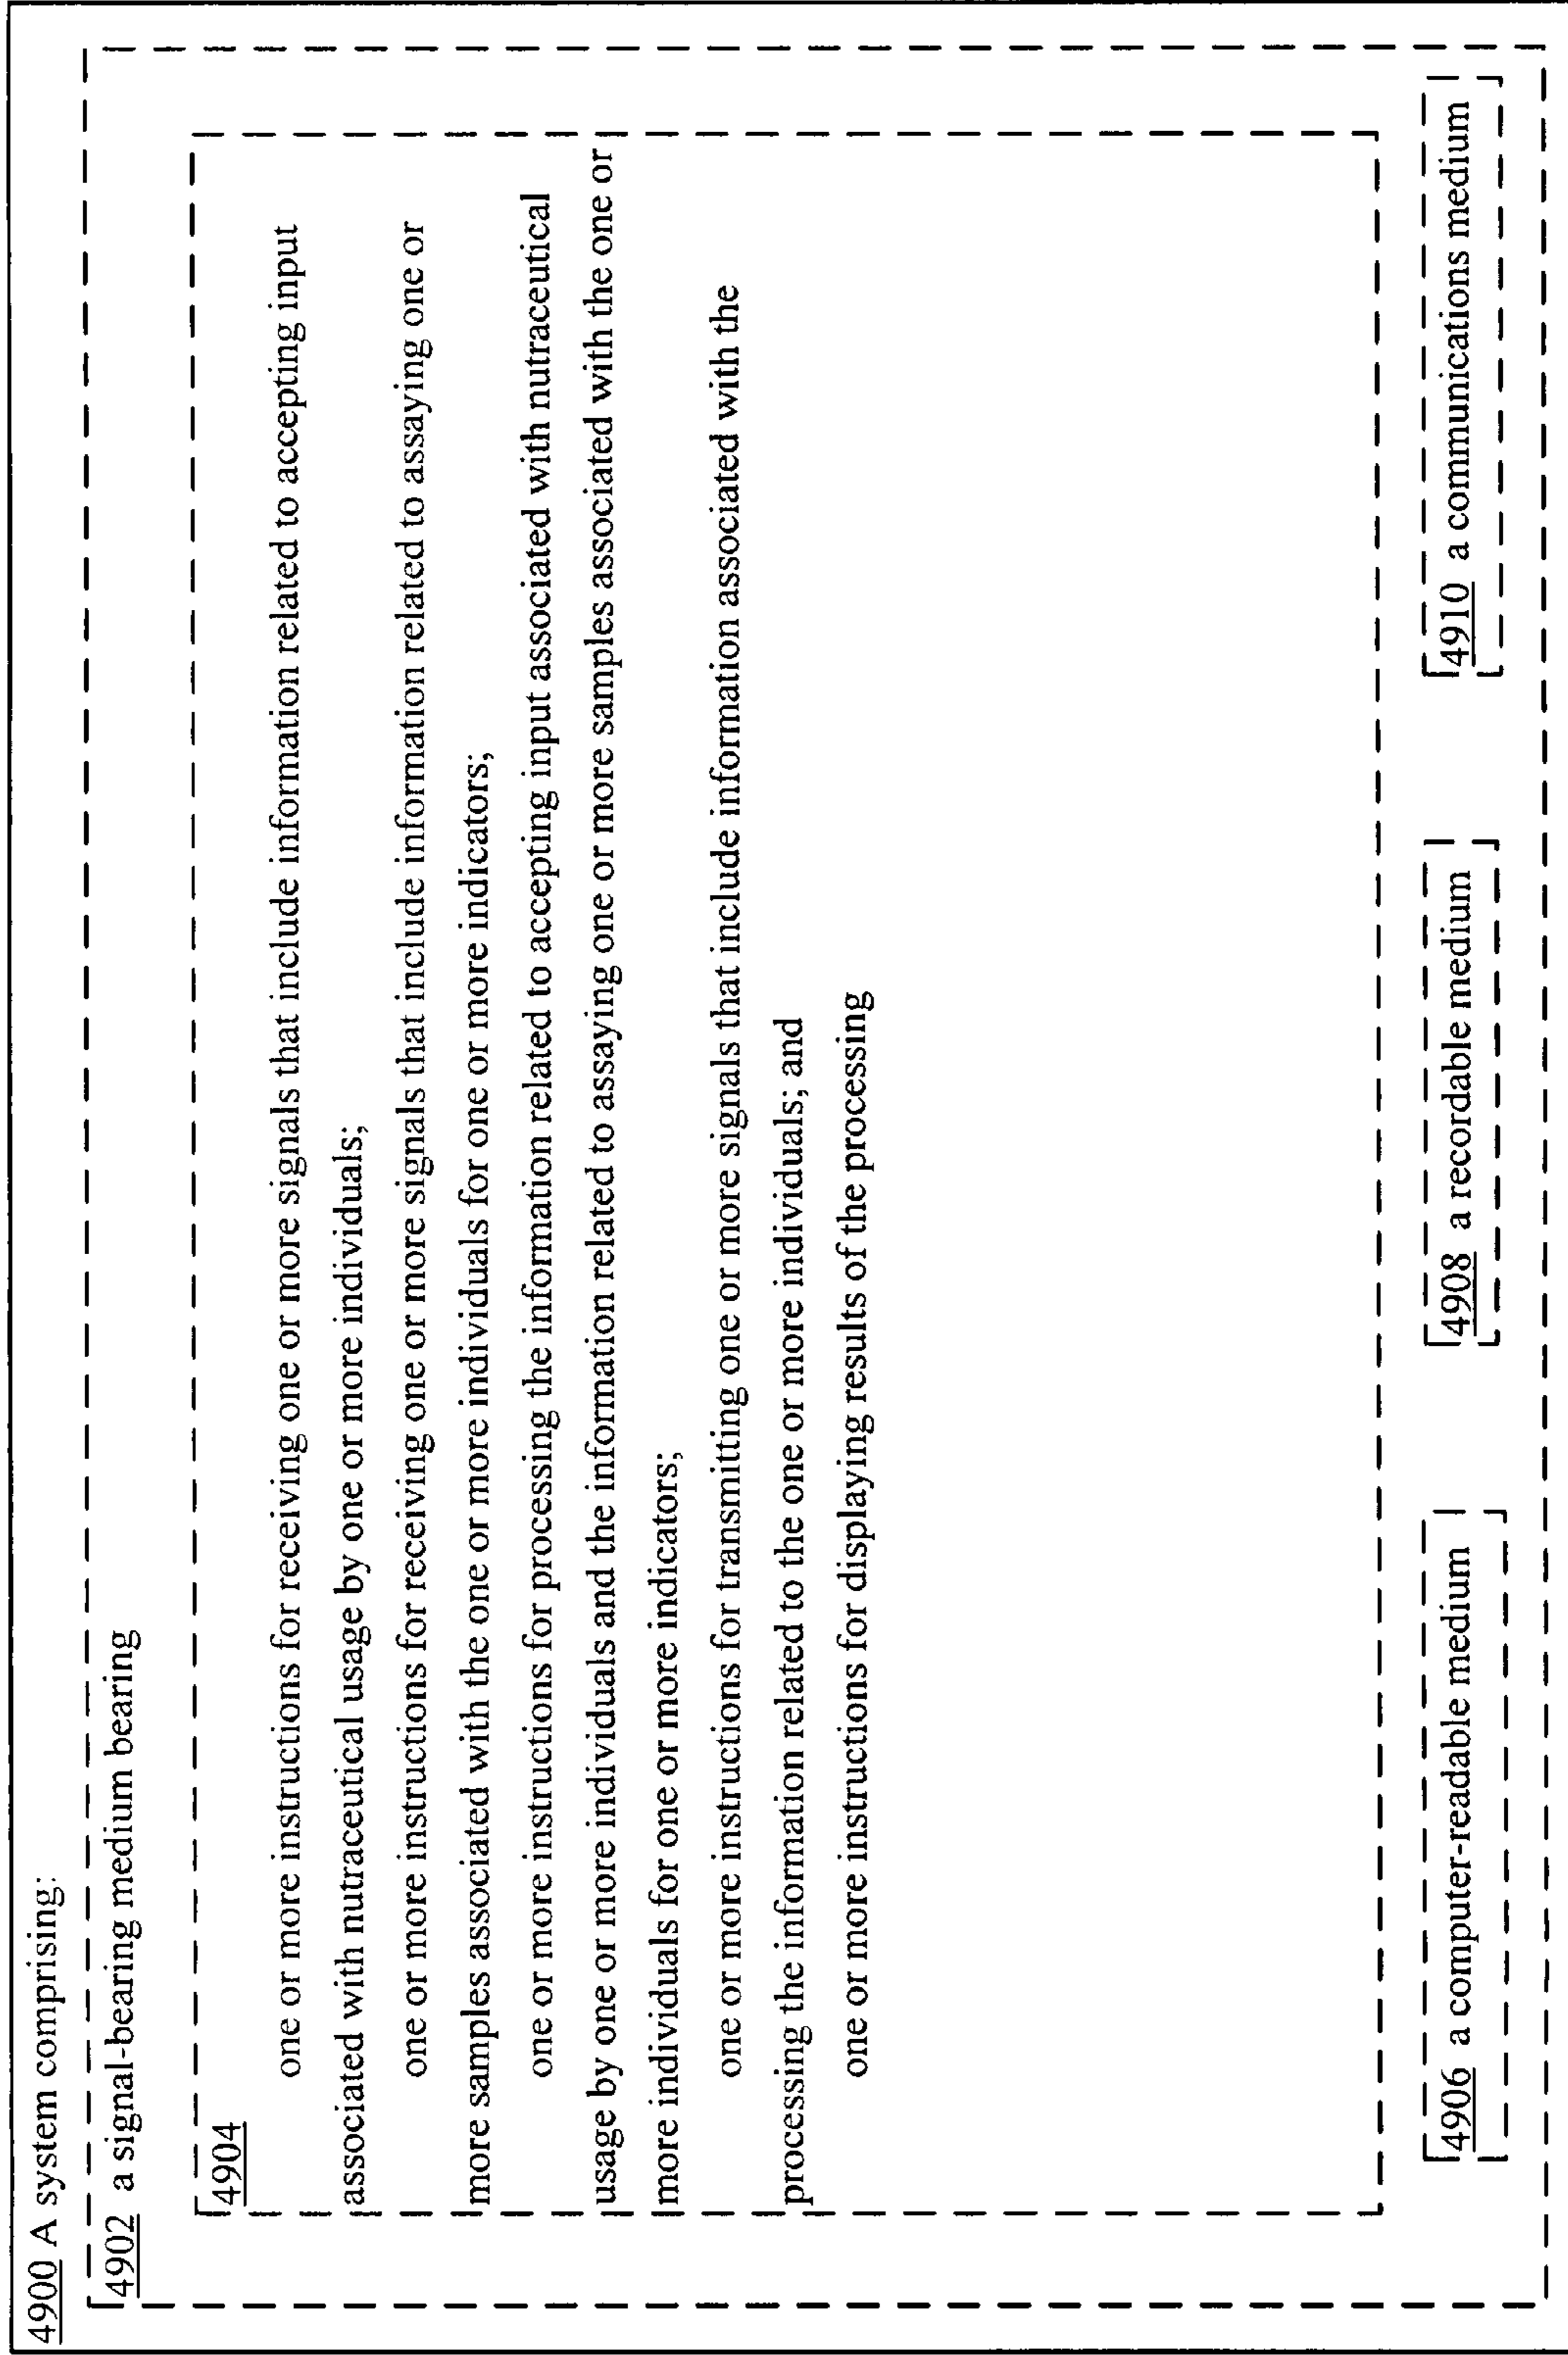 4900 A system comprising:
4902 a signal-bearing medium bearing
4904
one or more instructions for receiving one or more signals that include information related to accepting input
associated with nutraceutical usage by one or more individuals;
one or more instructions for receiving one or more signals that include information related to assaying one or
more samples associated with the one or more individuals for one or more indicators;
one or more instructions for processing the information related to accepting input associated with nutraceutical
usage by one or more individuals and the information related to assaying one or more samples associated with the one or
more individuals for one or more indicators;
one or more instructions for transmitting one or more signals that include information associated with the
processing the information related to the one or more individuals; and
one or more instructions for displaying results of the processing
4906 a computer-readable medium
4908 a recordable medium
4910 a communications medium